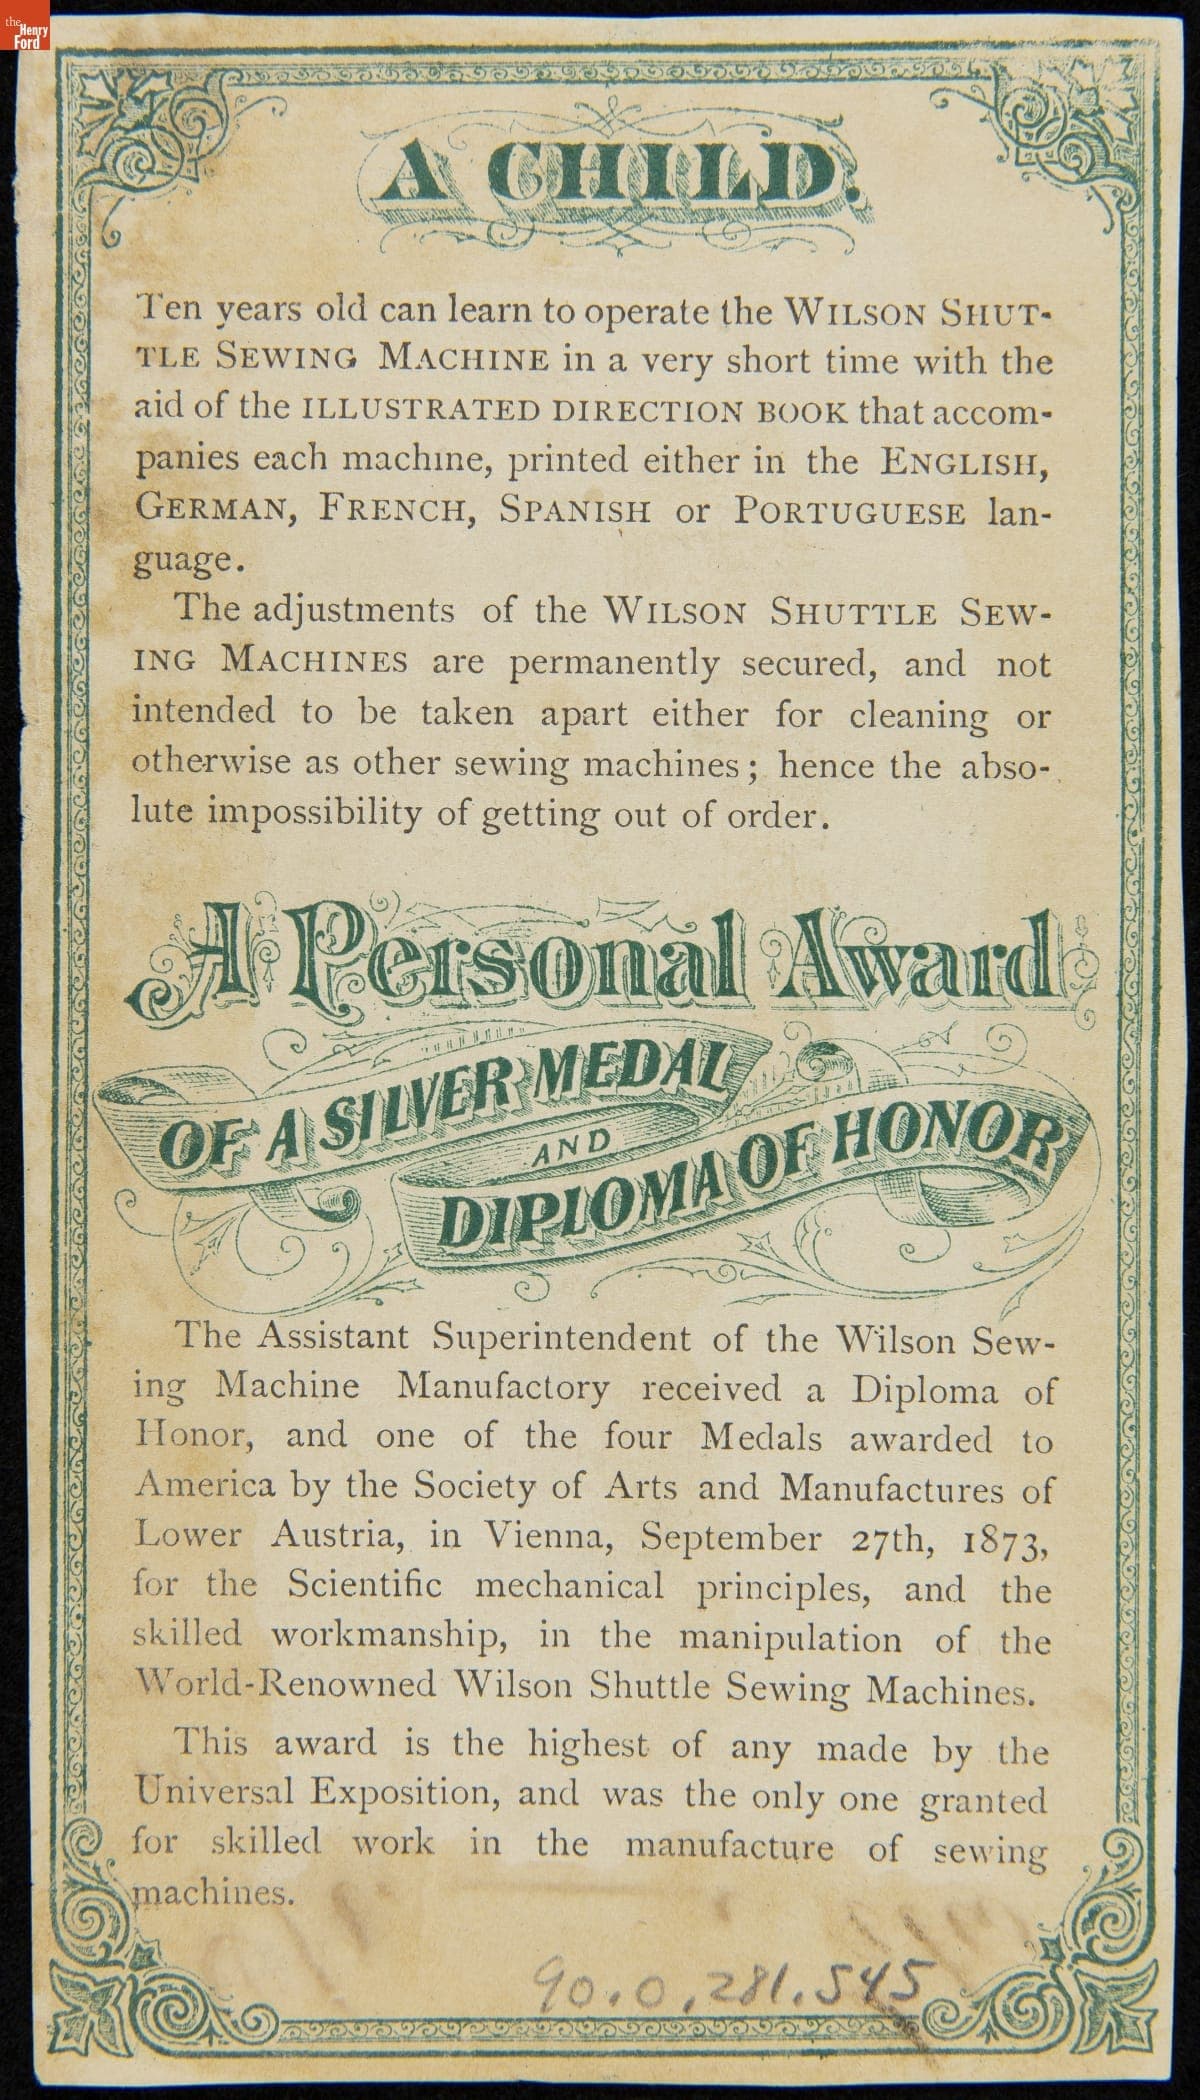 the
Henry
Ford
A CHILD.
Ten years old can learn to operate the WILSON SHUT-
TLE SEWING MACHINE in a very short time with the
aid of the ILLUSTRATED DIRECTION BOOK that accom-
panies each machine, printed either in the ENGLISH,
GERMAN, FRENCH, SPANISH or PORTUGUESE lan-
guage.
The adjustments of the WILSON SHUTTLE SEW-
ING MACHINES are permanently secured, and not
intended to be taken apart either for cleaning or
otherwise as other sewing machines; hence the abso-
lute impossibility of getting out of order.
A Personal Award
OF A SILVER MEDAL
AND
DIPLOMA OF HONOR
The Assistant Superintendent of the Wilson Sew-
ing Machine Manufactory received a Diploma of
Honor, and one of the four Medals awarded to
America by the Society of Arts and Manufactures of
Lower Austria, in Vienna, September 27th, 1873,
for the Scientific mechanical principles, and the
skilled workmanship, in the manipulation of the
World-Renowned Wilson Shuttle Sewing Machines.
This award is the highest of any made by the
Universal Exposition, and was the only one granted
for skilled work in the manufacture of sewing
machines.
90.0.281.545